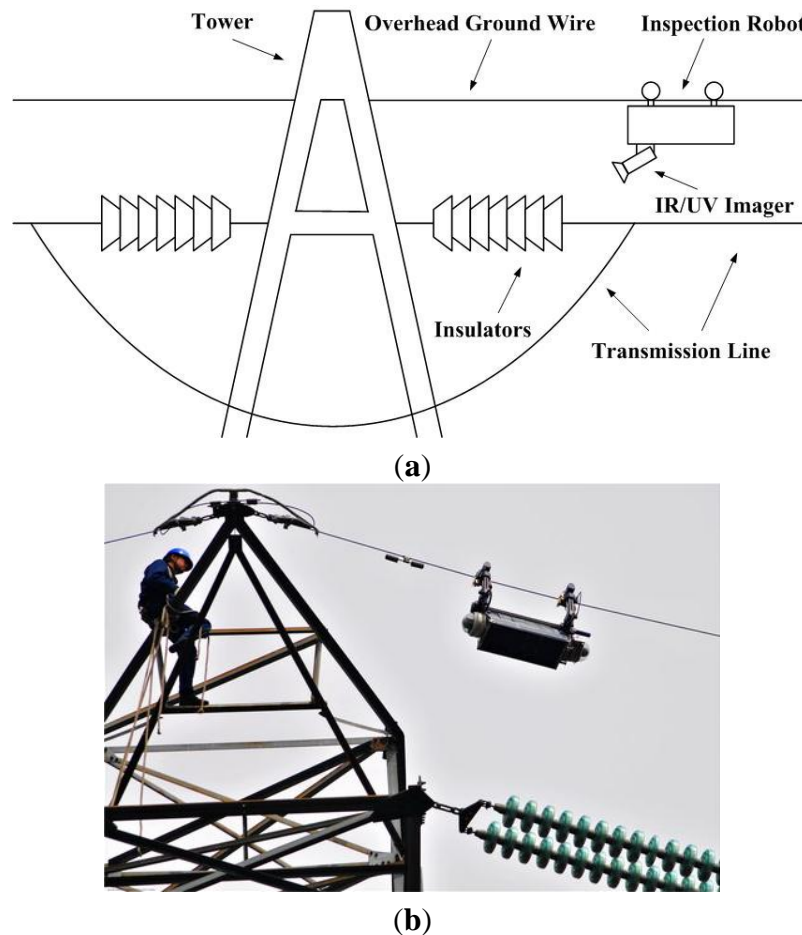 Tower
Overhead Ground Wire
Inspection Robot
IR/UV Imager
Insulators
Transmission Line
(a)
(b)